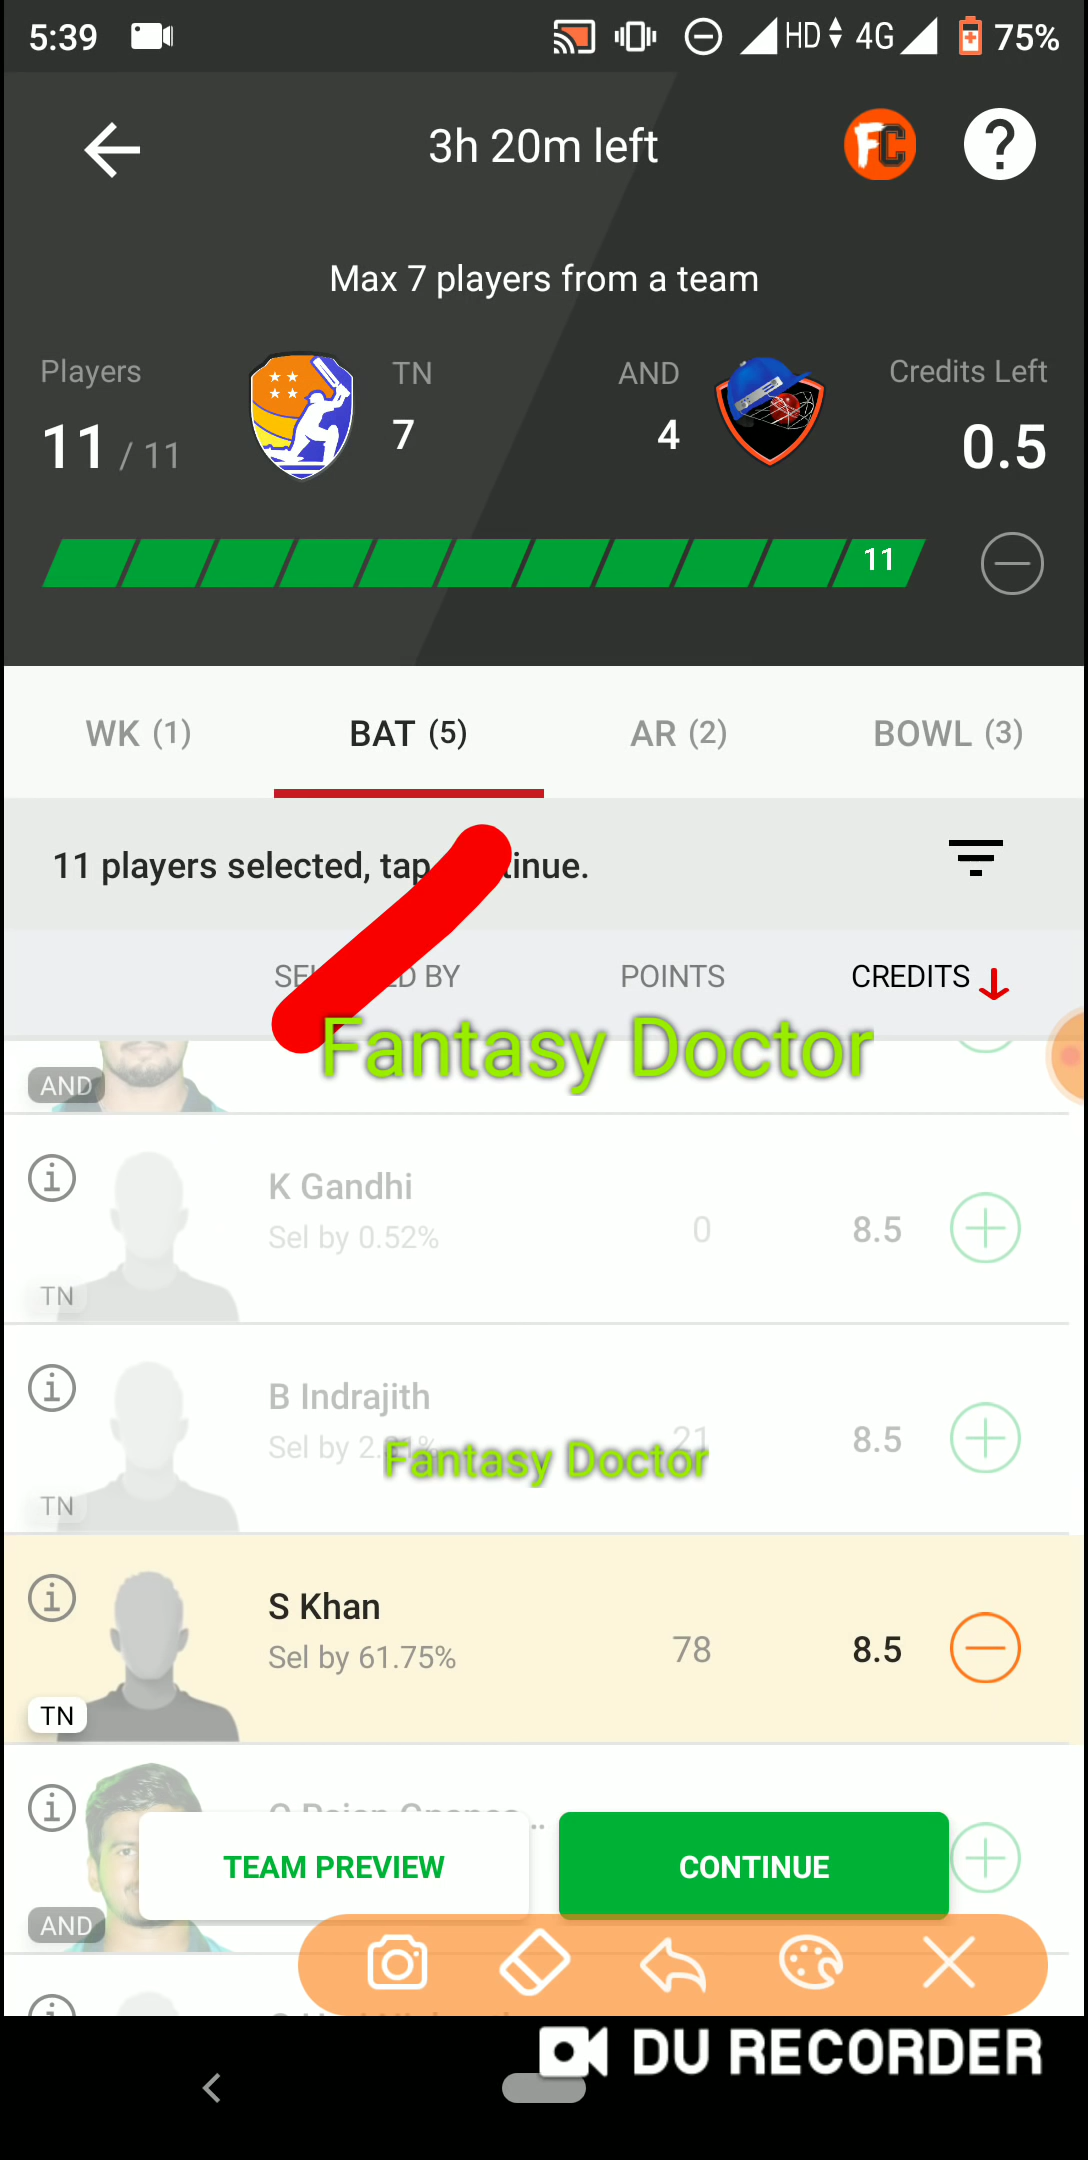 5:39 HD 4G 75%
3h 20m left FC ?
Max 7 players from a team
Players TN AND Credits Left
11 / 11 7 4 0.5
11
WK (1) BAT (5) AR (2) BOWL (3)
11 players selected, tap inue.
BY POINTS CREDITS
Fantasy Doctor
AND
K Gandhi
Sel by 0.52% 0 8.5
TN
B Indrajith
Sel by 21 8.5
Fantasy Doctor
TN
S Khan
Sel by 61.75% 78 8.5
TN
TEAM PREVIEW CONTINUE
AND
DU RECORDER